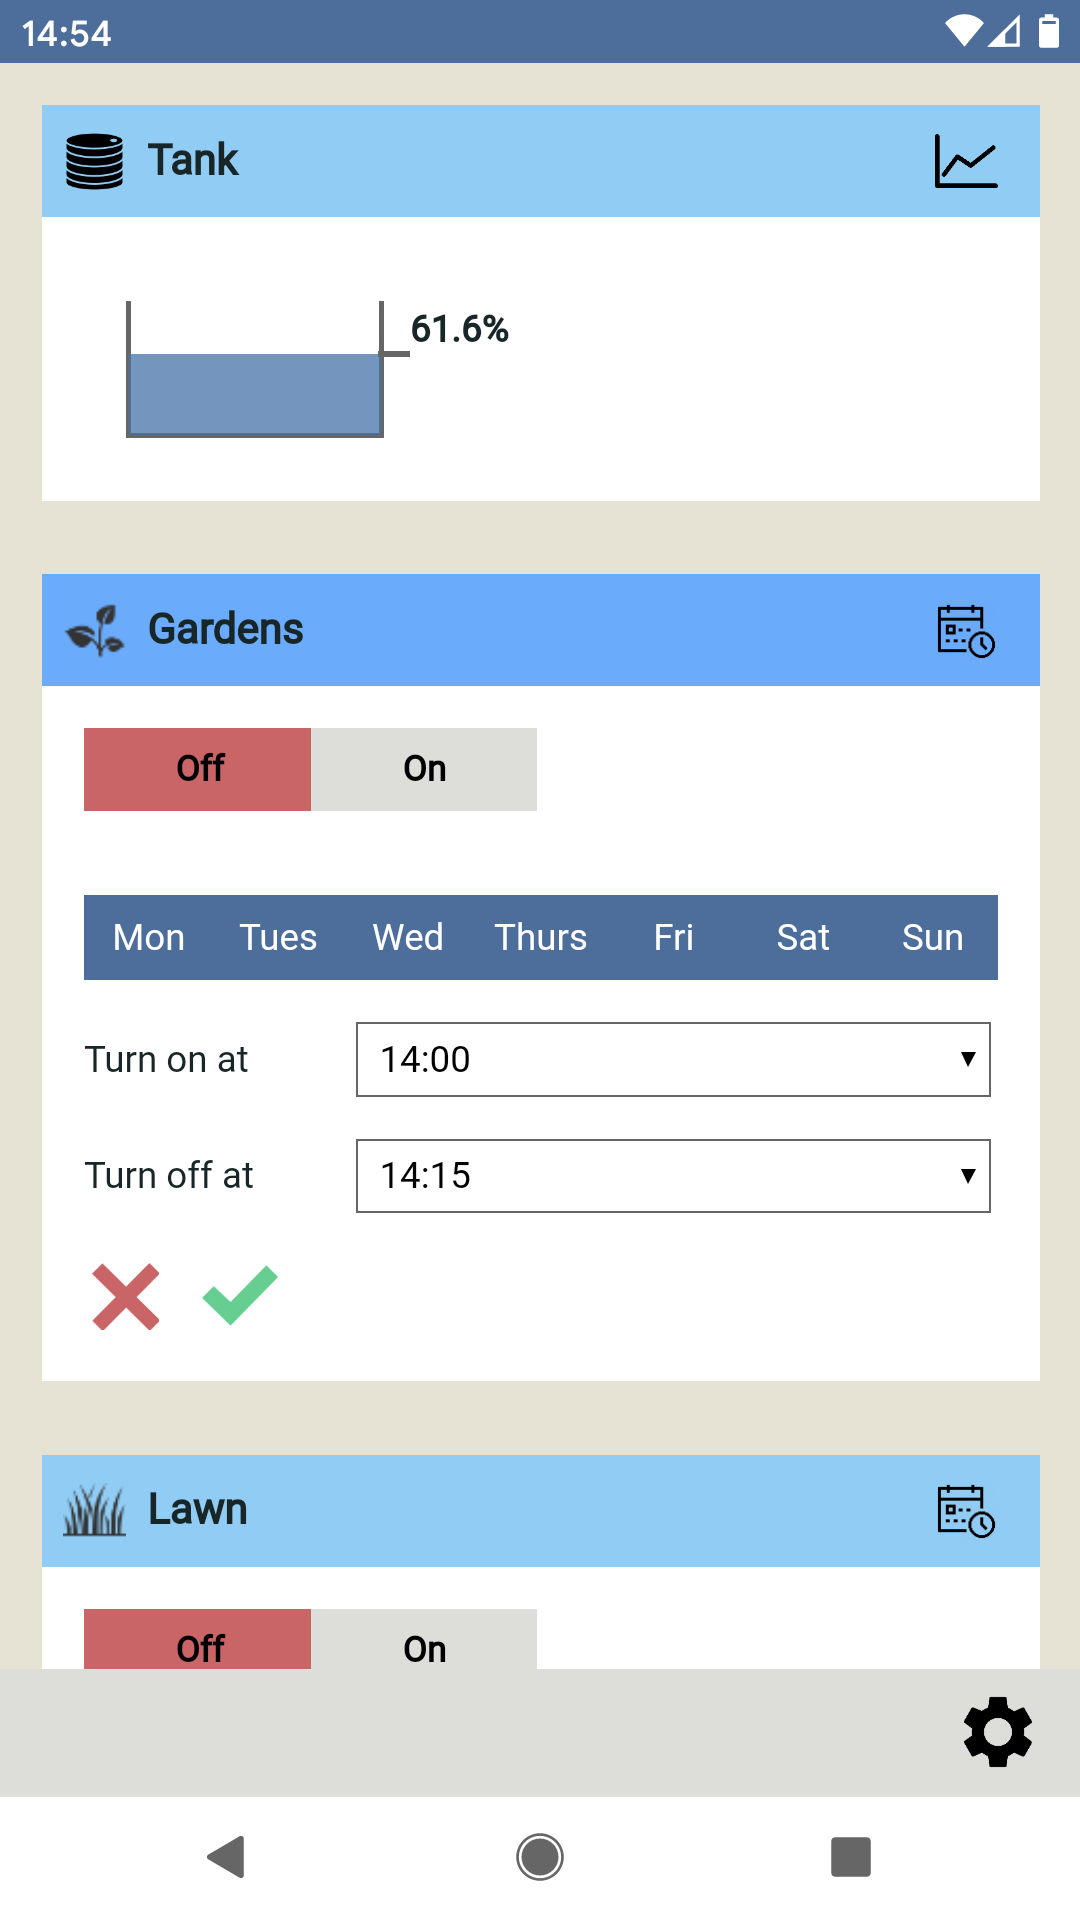 14:54
Tank
61.6%
Gardens
Off On
Mon Tues Wed Thurs Fri Sat Sun
Turn on at 14:00
Turn off at 14:15
Lawn
Off On